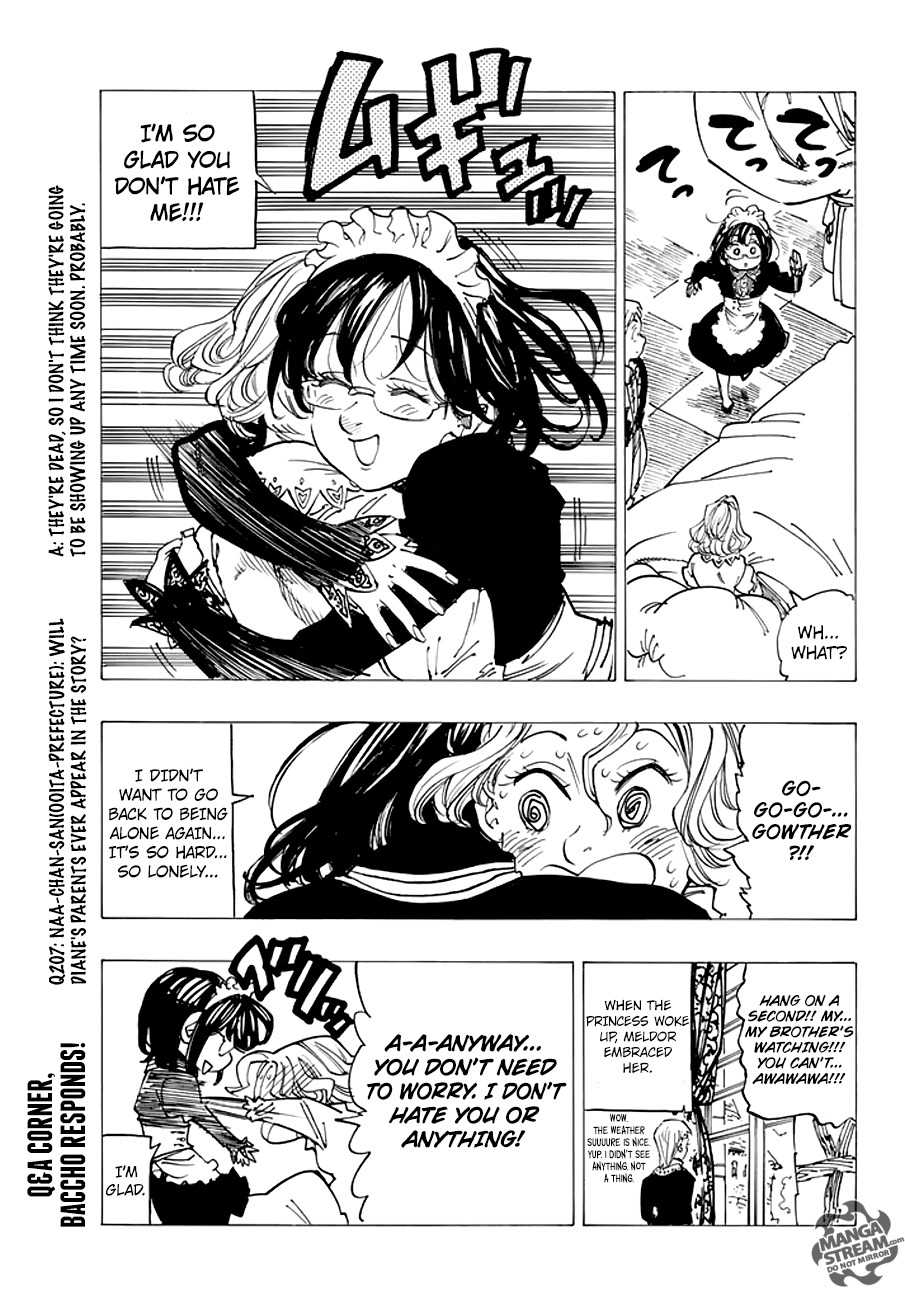 てってってっ
WH...
WHAT?
ムギュッ
I'M SO
GLAD YOU
DON'T HATE
ME!!!
GO-
GO-GO-...
GOWTHER
?!!
I DIDN'T
WANT TO GO
BACK TO BEING
ALONE AGAIN...
IT'S SO HARD...
SO LONELY...
HANG ON A
SECOND!! MY...
MY BROTHER'S
WATCHING!!!
YOU CAN'T...
AWAWAWA!!!
WHEN THE
PRINCESS WOKE
UP, MELDOR
EMBRACED
HER.
WOW.
THE WEATHER
SUUUURE IS NICE.
YUP. I DIDN'T SEE
ANYTHING. NOT
A THING.
A-A-ANYWAY...
YOU DON'T NEED
TO WORRY. I DON'T
HATE YOU OR
ANYTHING!
I'M
GLAD.
Q&A CORNER,
BACCHO RESPONDS!
Q207: NAA-CHAN-SAN(OOITA-PREFECTURE): WILL
DIANE'S PARENTS EVER APPEAR IN THE STORY?
A: THEY'RE DEAD, SO I DON'T THINK THEY'RE GOING
TO BE SHOWING UP ANY TIME SOON. PROBABLY.
MANGA
STREAM.com
DO NOT MIRROR